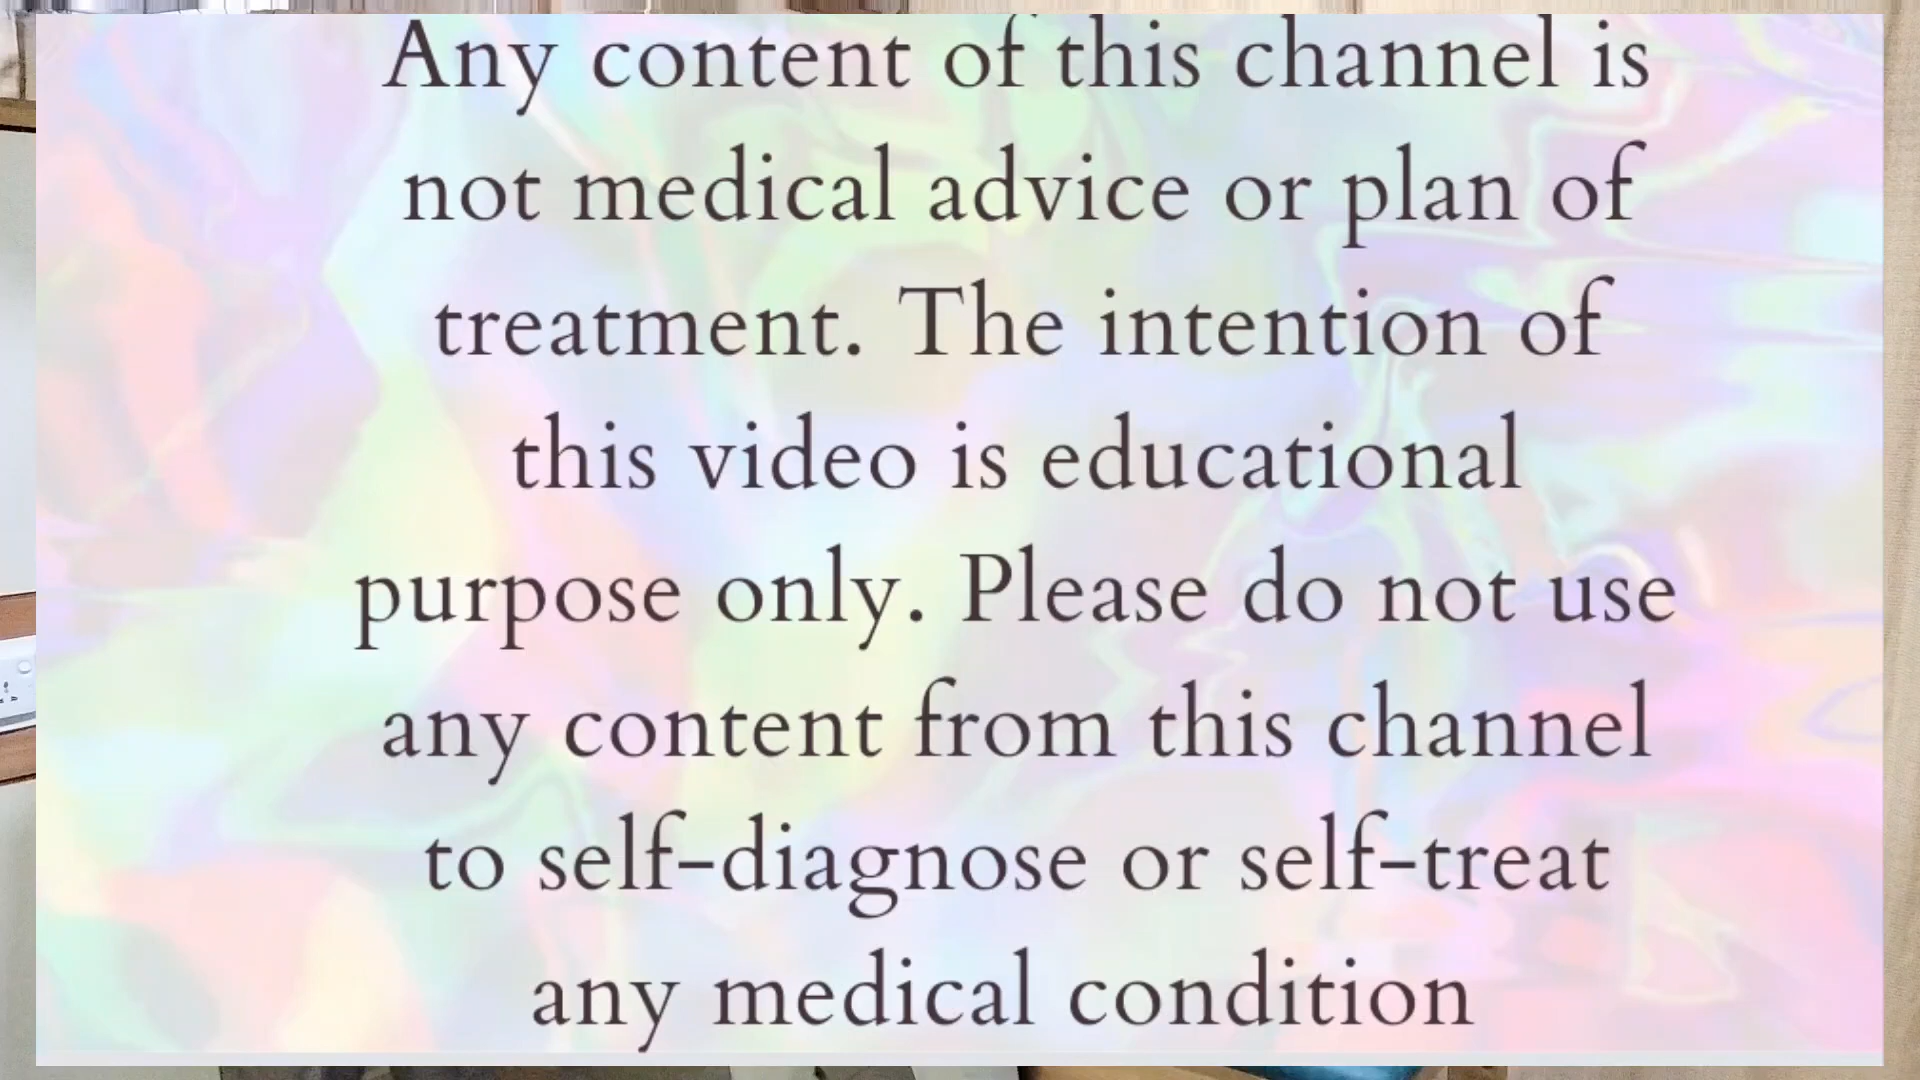 Any content of this channel is
not medical advice or plan of
treatment. The intention of
this video is educational
purpose only. Please do not use
any content from this channel
to self-diagnose or self-treat
any medical condition